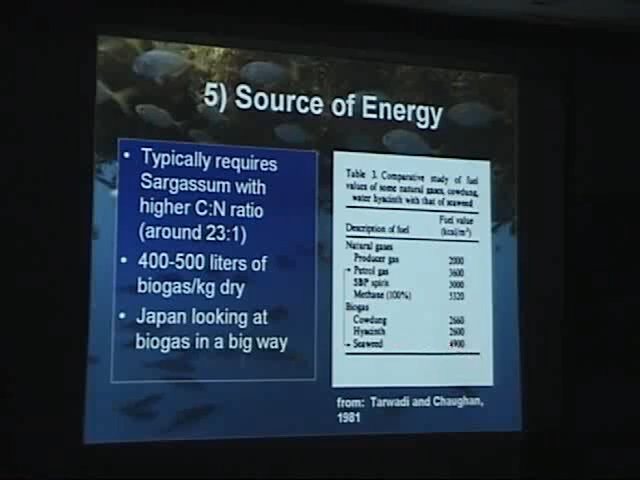 5) Source of Energy
• Typically requires
Sargassum with
higher C:N ratio
(around 23:1)
• 400-500 liters of
biogas/kg dry
• Japan looking at
biogas in a big way
Table 3. Comparative study of fuel
values of some natural gases, cowdung,
water hyacinth with that of seaweed
Description of fuel Fuel value
(kcal/m³)
Natural gases
Producer gas 2000
Petrol gas 3600
SBP spirit 3000
Methane (100%) 5320
Biogas
Cowdung 2660
Hyacinth 2600
Seaweed 4900
from: Tarwadi and Chaughan,
1981